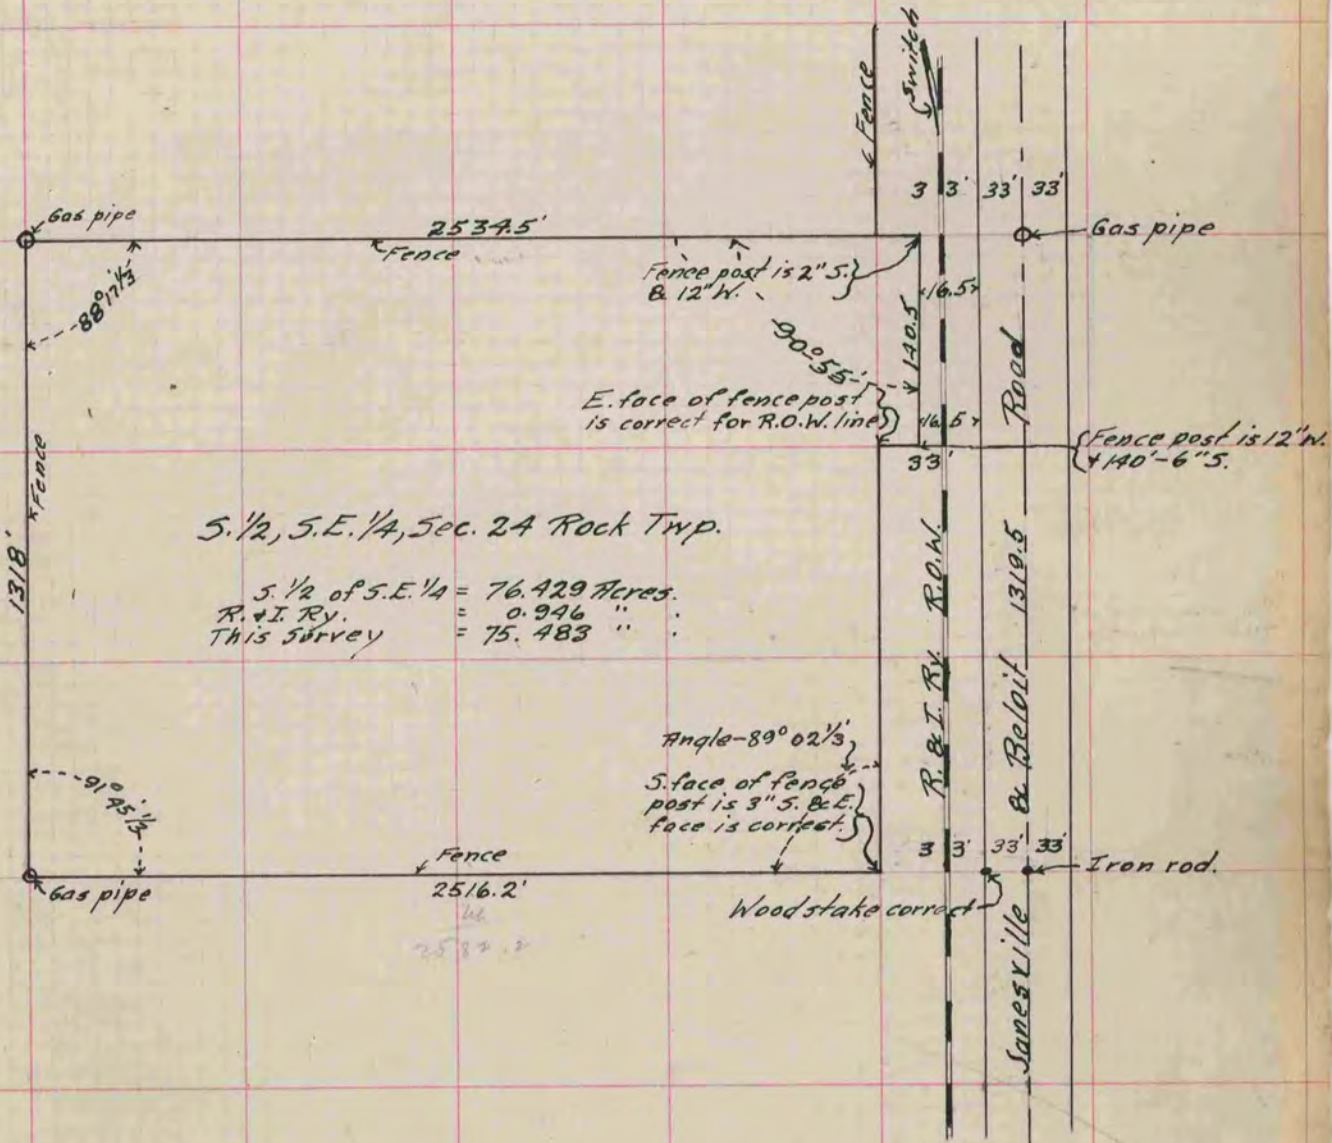 Switch
Fence
3 3' 33' 33'
Gas pipe
2534.5'
Gas pipe
Fence
Fence post is 2" S.
& 12" W.
88° 17 1/3'
16.5
140.5
90°-55'
E. face of fence post
is correct for R.O.W. line
16.5
33'
Fence post is 12" W.
& 140'-6" S.
Fence
1318'
S. 1/2, S.E. 1/4, Sec. 24 Rock Twp.
S. 1/2 of S.E. 1/4 = 76.429 Acres.
R. & I. Ry. = 0.946 " .
This Survey = 75.483 " .
R. & I. Ry. R.O.W.
Janesville & Beloit 1319.5 Road
Angle-89° 02 1/3'
S. face of fence
post is 3" S. & E.
face is correct.
91° 45 1/3'
3 3' 33' 33'
Iron rod.
Fence
2516.2'
Gas pipe
Wood stake correct
66
2582.2